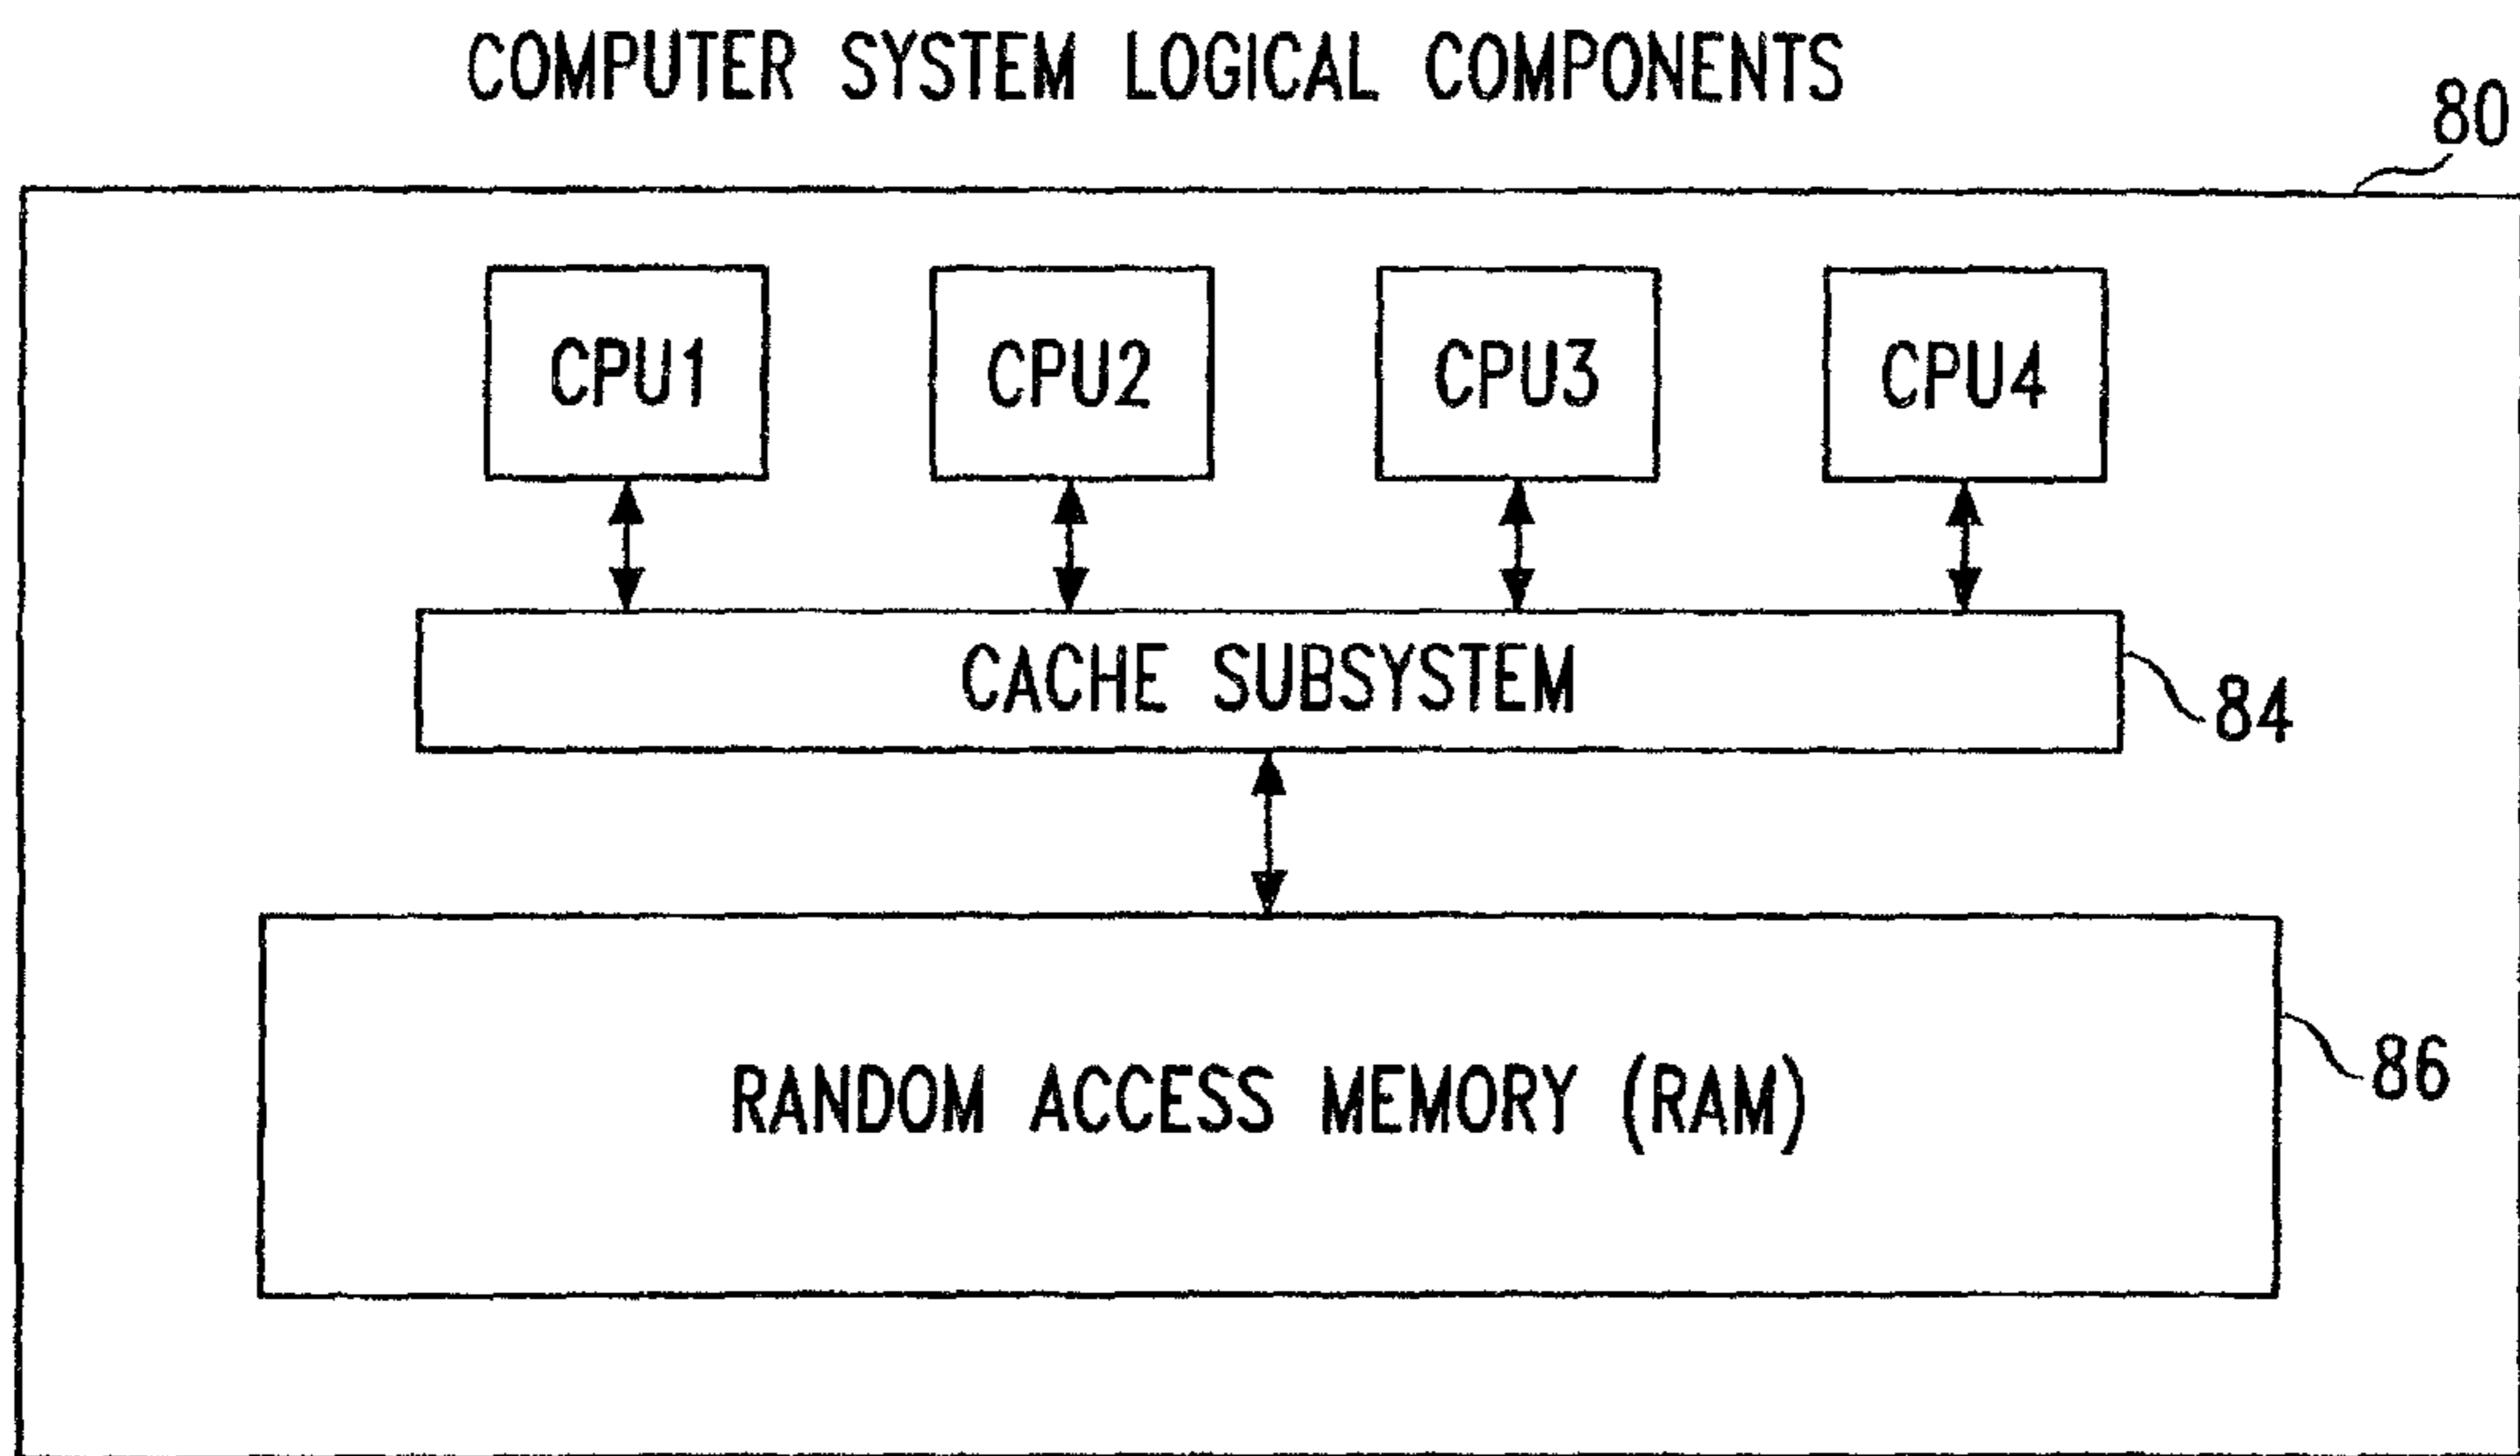 COMPUTER SYSTEM LOGICAL COMPONENTS
80
CPU1
CPU2
CPU3
CPU4
CACHE SUBSYSTEM
84
RANDOM ACCESS MEMORY (RAM)
86